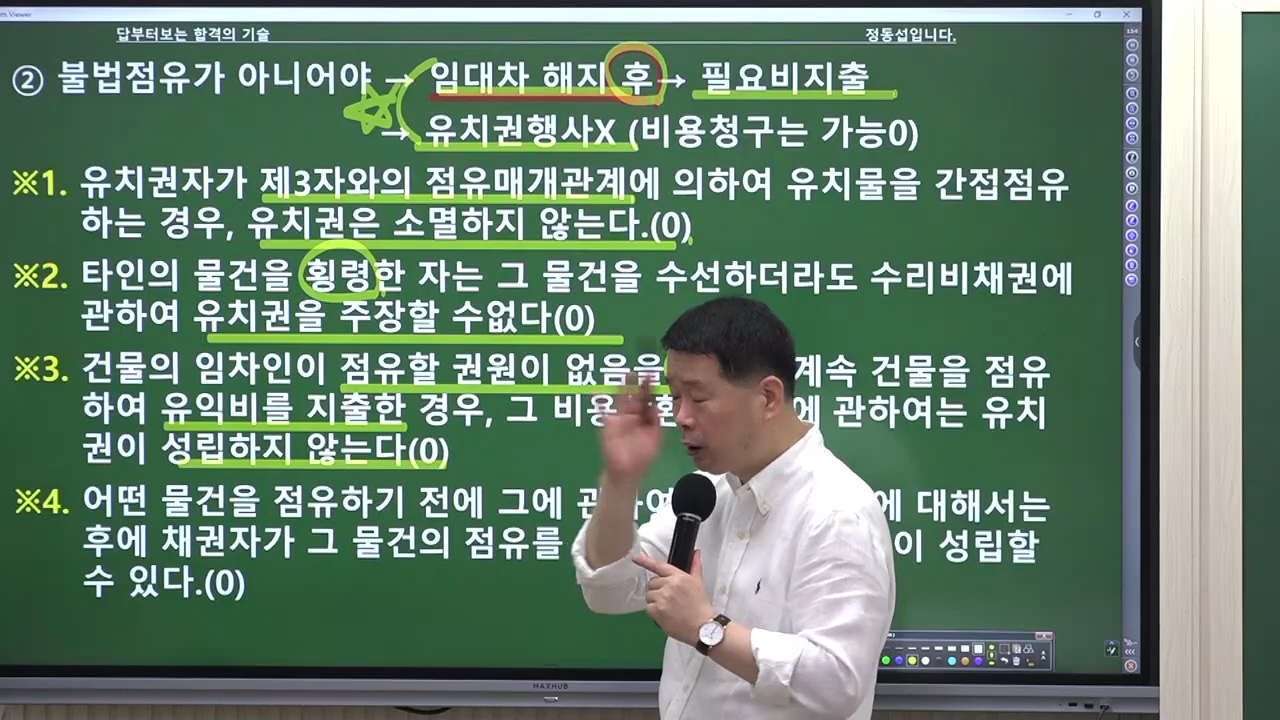 답부터보는 합격의 기술
정동섭입니다.
② 불법점유가 아니어야 → 임대차 해지 후→ 필요비지출
→ 유치권행사X (비용청구는 가능0)
※1. 유치권자가 제3자와의 점유매개관계에 의하여 유치물을 간접점유
하는 경우, 유치권은 소멸하지 않는다.(0)
※2. 타인의 물건을 횡령한 자는 그 물건을 수선하더라도 수리비채권에
관하여 유치권을 주장할 수없다(0)
※3. 건물의 임차인이 점유할 권원이 없음을 계속 건물을 점유
하여 유익비를 지출한 경우, 그 비용 에 관하여는 유치
권이 성립하지 않는다(0)
※4. 어떤 물건을 점유하기 전에 그에 에 대해서는
후에 채권자가 그 물건의 점유를 이 성립할
수 있다.(0)
MAXHUB